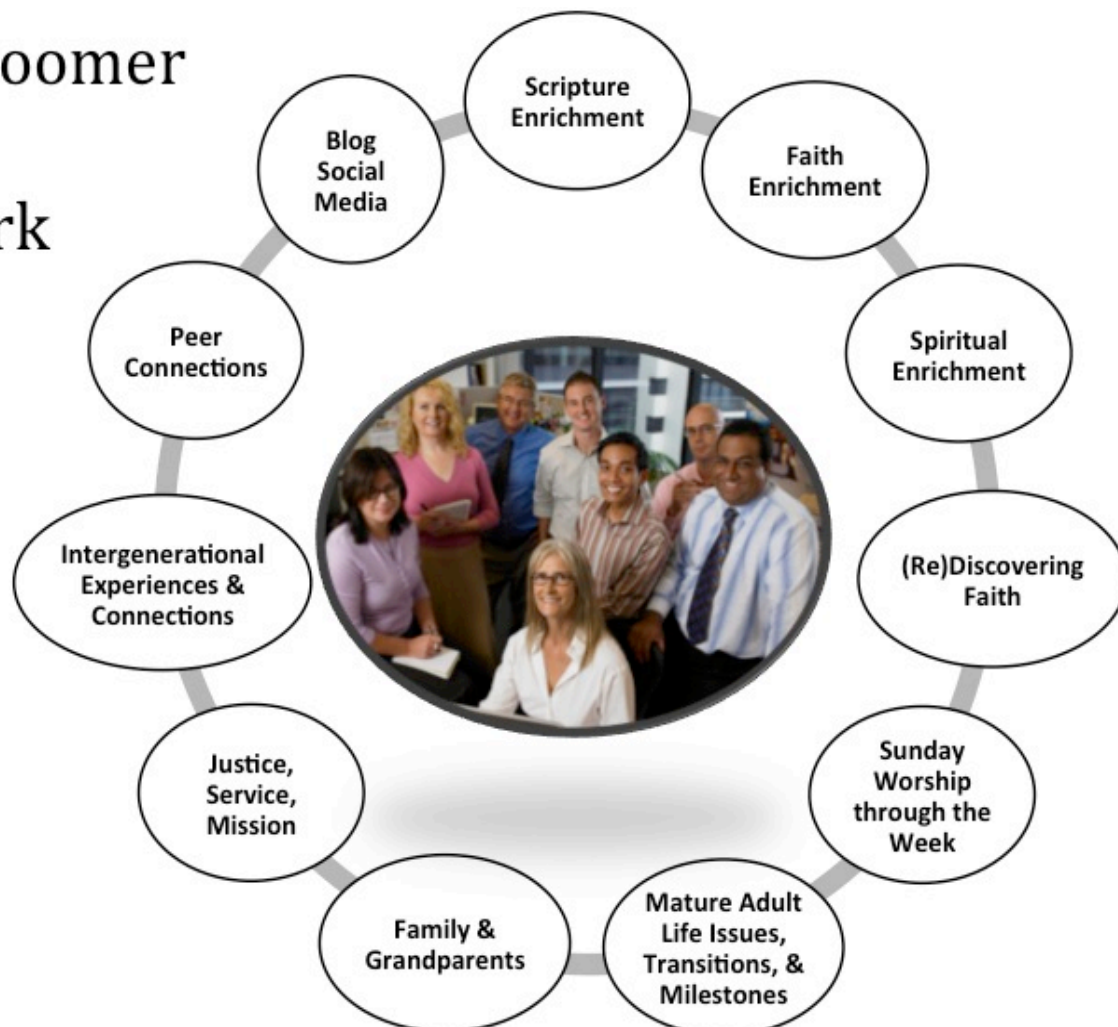 oomer
rk
Scripture
Enrichment
Faith
Enrichment
Spiritual
Enrichment
(Re)Discovering
Faith
Sunday
Worship
through the
Week
Mature Adult
Life Issues,
Transitions, &
Milestones
Family &
Grandparents
Justice,
Service,
Mission
Intergenerational
Experiences &
Connections
Peer
Connections
Blog
Social
Media